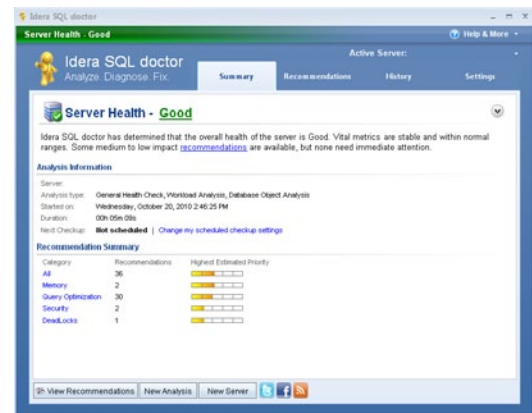 Idera SQL doctor
Server Health - Good
Help & More
Idera SQL doctor
Analyze. Diagnose. Fix.
Active Server:
Summary
Recommendations
History
Settings
Server Health - Good
Idera SQL doctor has determined that the overall health of the server is Good. Vital metrics are stable and within normal
ranges. Some medium to low impact recommendations are available, but none need immediate attention.
Analysis Information
Server:
Analysis type: General Health Check, Workload Analysis, Database Object Analysis
Started on: Wednesday, October 20, 2010 2:46:25 PM
Duration: 00h 05m 09s
Next Checkup: Not scheduled | Change my scheduled checkup settings
Recommendation Summary
Category Recommendations Highest Estimated Priority
All 36
Memory 2
Query Optimization 30
Security 2
DeadLocks 1
View Recommendations New Analysis New Server